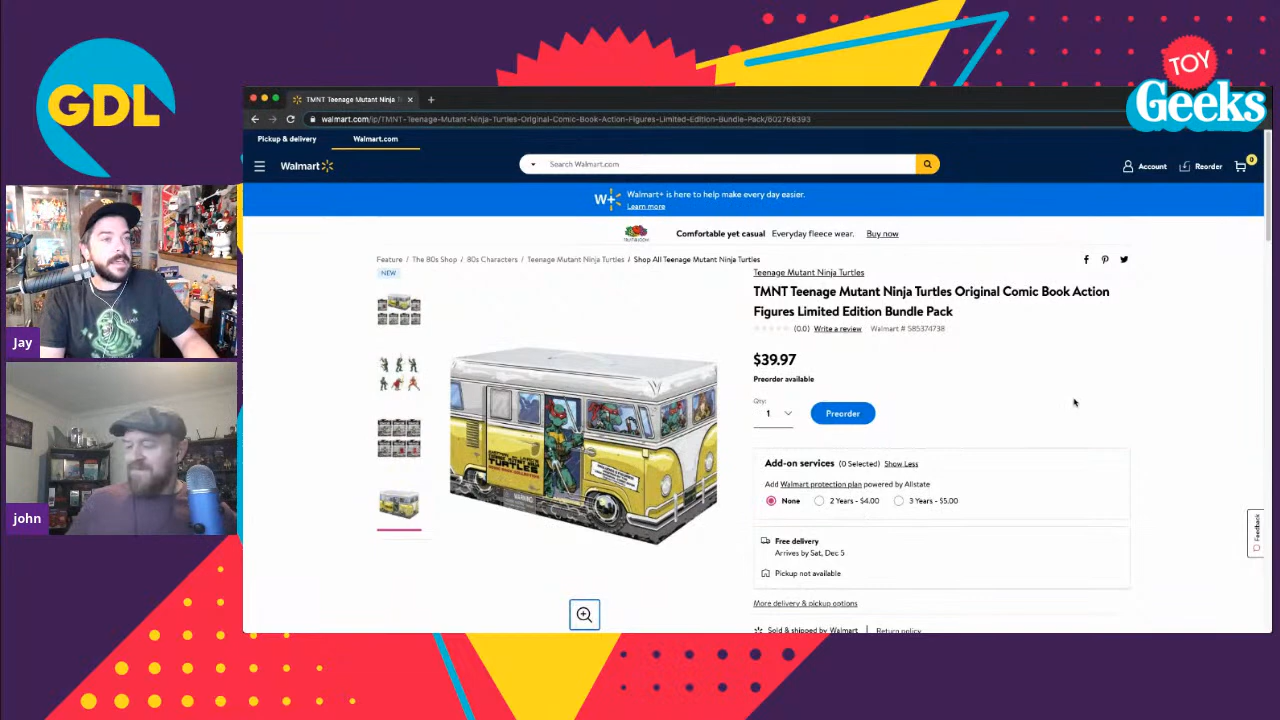 GDL
TOY
Geeks
TMNT Teenage Mutant Ninja T
walmart.com/ip/TMNT-Teenage-Mutant-Ninja-Turtles-Original-Comic-Book-Action-Figures-Limited-Edition-Bundle-Pack/602768393
Pickup & delivery
Walmart.com
Walmart
Search Walmart.com
Account
Reorder
0
W+
Walmart+ is here to help make every day easier.
Learn more
Comfortable yet casual Everyday fleece wear. Buy now
Feature / The 80s Shop / 80s Characters / Teenage Mutant Ninja Turtles / Shop All Teenage Mutant Ninja Turtles
NEW
Teenage Mutant Ninja Turtles
TMNT Teenage Mutant Ninja Turtles Original Comic Book Action
Figures Limited Edition Bundle Pack
(0.0) Write a review Walmart # 585374738
$39.97
Preorder available
Qty:
1
Preorder
Add-on services (0 Selected) Show Less
Add Walmart protection plan powered by Allstate
None
2 Years - $4.00
3 Years - $5.00
Free delivery
Arrives by Sat, Dec 5
Pickup not available
More delivery & pickup options
Sold & shipped by Walmart | Return policy
Feedback
TURTLES
WARNING
Jay
john